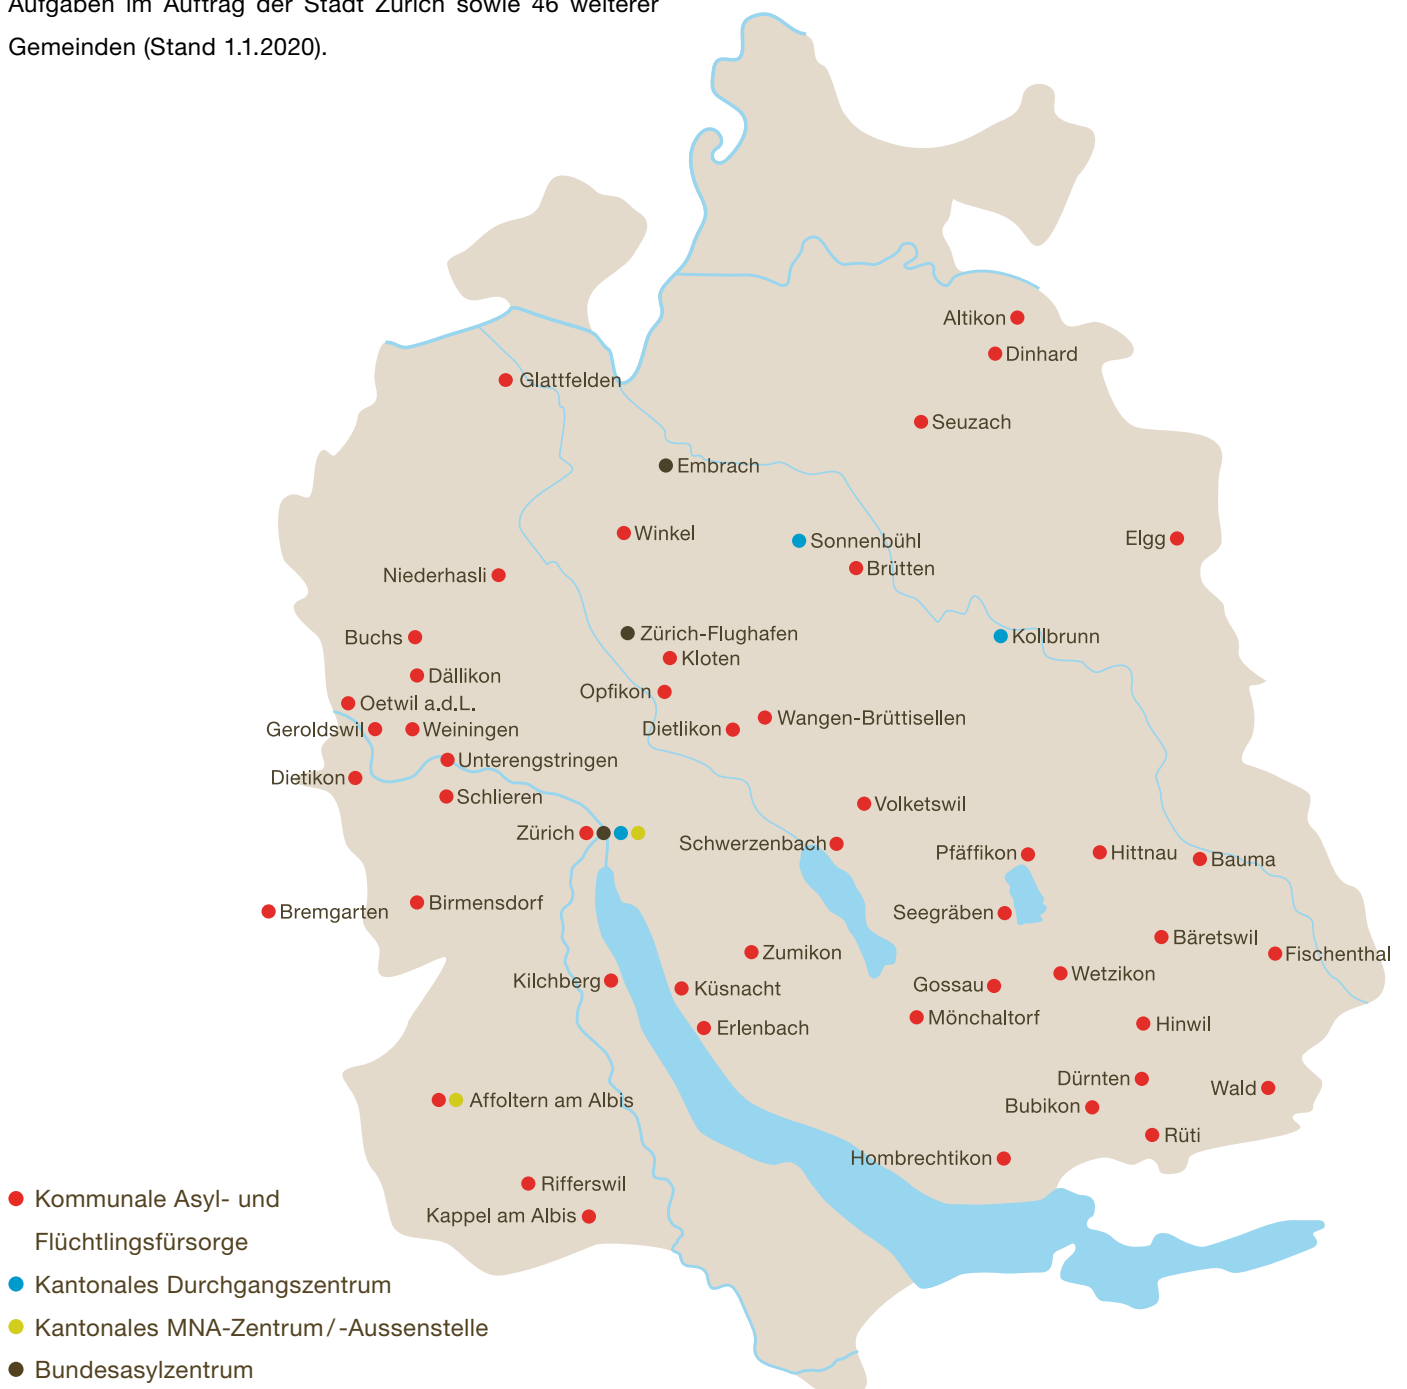 Aufgaben im Auftrag der Stadt Zürich sowie 46 weiterer
Gemeinden (Stand 1.1.2020).
Altikon
Dinhard
Glattfelden
Seuzach
Embrach
Winkel
Sonnenbühl
Elgg
Brütten
Niederhasli
Zürich-Flughafen
Buchs
Kollbrunn
Kloten
Dällikon
Opfikon
Oetwil a.d.L.
Wangen-Brüttisellen
Geroldswil
Weiningen
Dietlikon
Unterengstringen
Dietikon
Schlieren
Volketswil
Zürich
Schwerzenbach
Pfäffikon
Hittnau
Bauma
Bremgarten
Birmensdorf
Seegräben
Bäretswil
Zumikon
Fischenthal
Kilchberg
Küsnacht
Gossau
Wetzikon
Mönchaltorf
Erlenbach
Hinwil
Dürnten
Wald
Affoltern am Albis
Bubikon
Rüti
Hombrechtikon
Rifferswil
Kappel am Albis
Kommunale Asyl- und
Flüchtlingsfürsorge
Kantonales Durchgangszentrum
Kantonales MNA-Zentrum/-Aussenstelle
Bundesasylzentrum